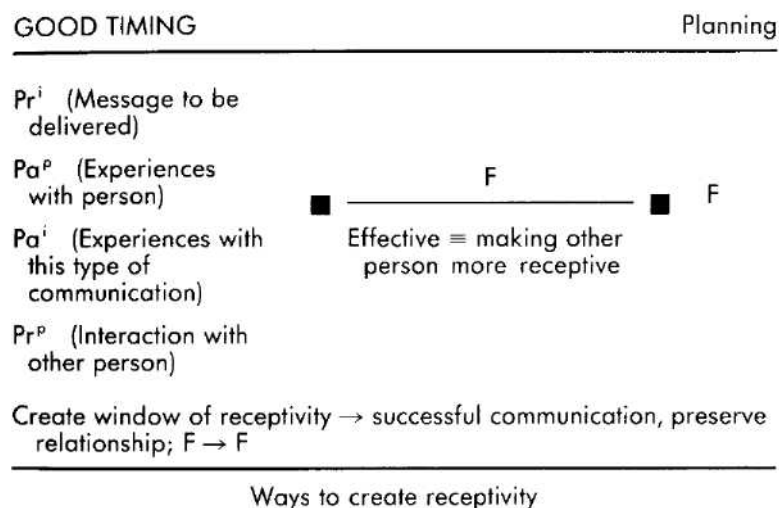 GOOD TIMING Planning
Prⁱ (Message to be
delivered)
Paᵖ (Experiences
with person)
F
F
Paⁱ (Experiences with
this type of
communication)
Effective ≡ making other
person more receptive
Prᵖ (Interaction with
other person)
Create window of receptivity → successful communication, preserve
relationship; F → F
Ways to create receptivity